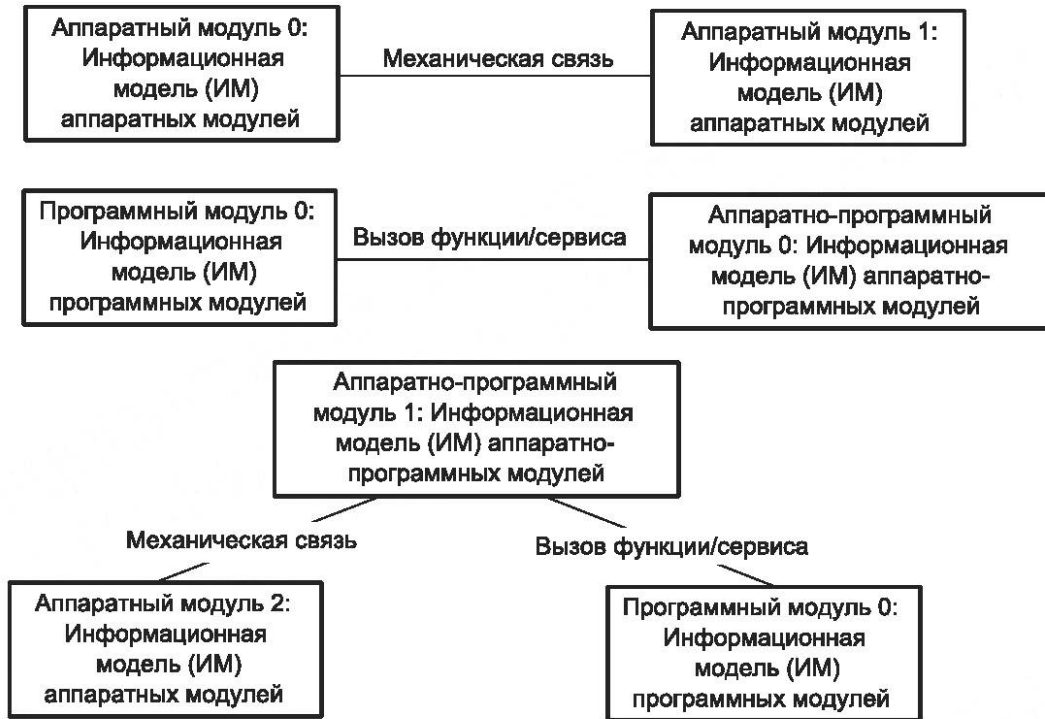 Аппаратный модуль 0:
Информационная
модель (ИМ)
аппаратных модулей
Механическая связь
Аппаратный модуль 1:
Информационная
модель (ИМ)
аппаратных модулей
Программный модуль 0:
Информационная
модель (ИМ)
программных модулей
Вызов функции/сервиса
Аппаратно-программный
модуль 0: Информационная
модель (ИМ) аппаратно-
программных модулей
Аппаратно-программный
модуль 1: Информационная
модель (ИМ) аппаратно-
программных модулей
Механическая связь
Вызов функции/сервиса
Аппаратный модуль 2:
Информационная
модель (ИМ)
аппаратных модулей
Программный модуль 0:
Информационная
модель (ИМ)
программных модулей